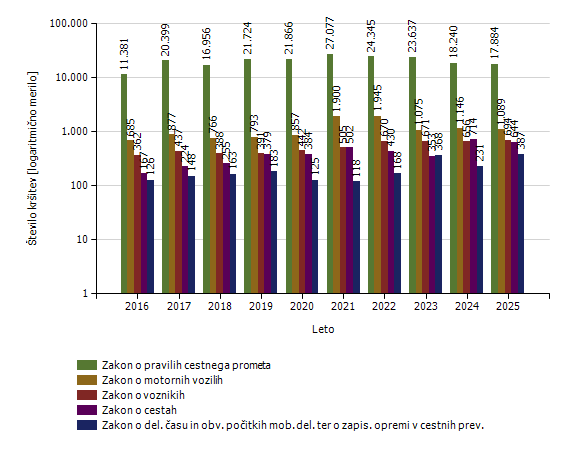 100.000
10.000
1.000
100
10
1
Število kršitev [logaritmično merilo]
11.381 685 362 167 126
20.399 877 437 224 148
16.956 766 388 255 163
21.724 793 391 379 183
21.866 857 442 384 125
27.077 1.900 505 502 118
24.345 1.945 670 430 168
23.637 1.075 671 353 368
18.240 1.146 656 714 231
17.884 1.089 694 644 387
2016 2017 2018 2019 2020 2021 2022 2023 2024 2025
Leto
Zakon o pravilih cestnega prometa
Zakon o motornih vozilih
Zakon o voznikih
Zakon o cestah
Zakon o del. času in obv. počitkih mob. del. ter o zapis. opremi v cestnih prev.